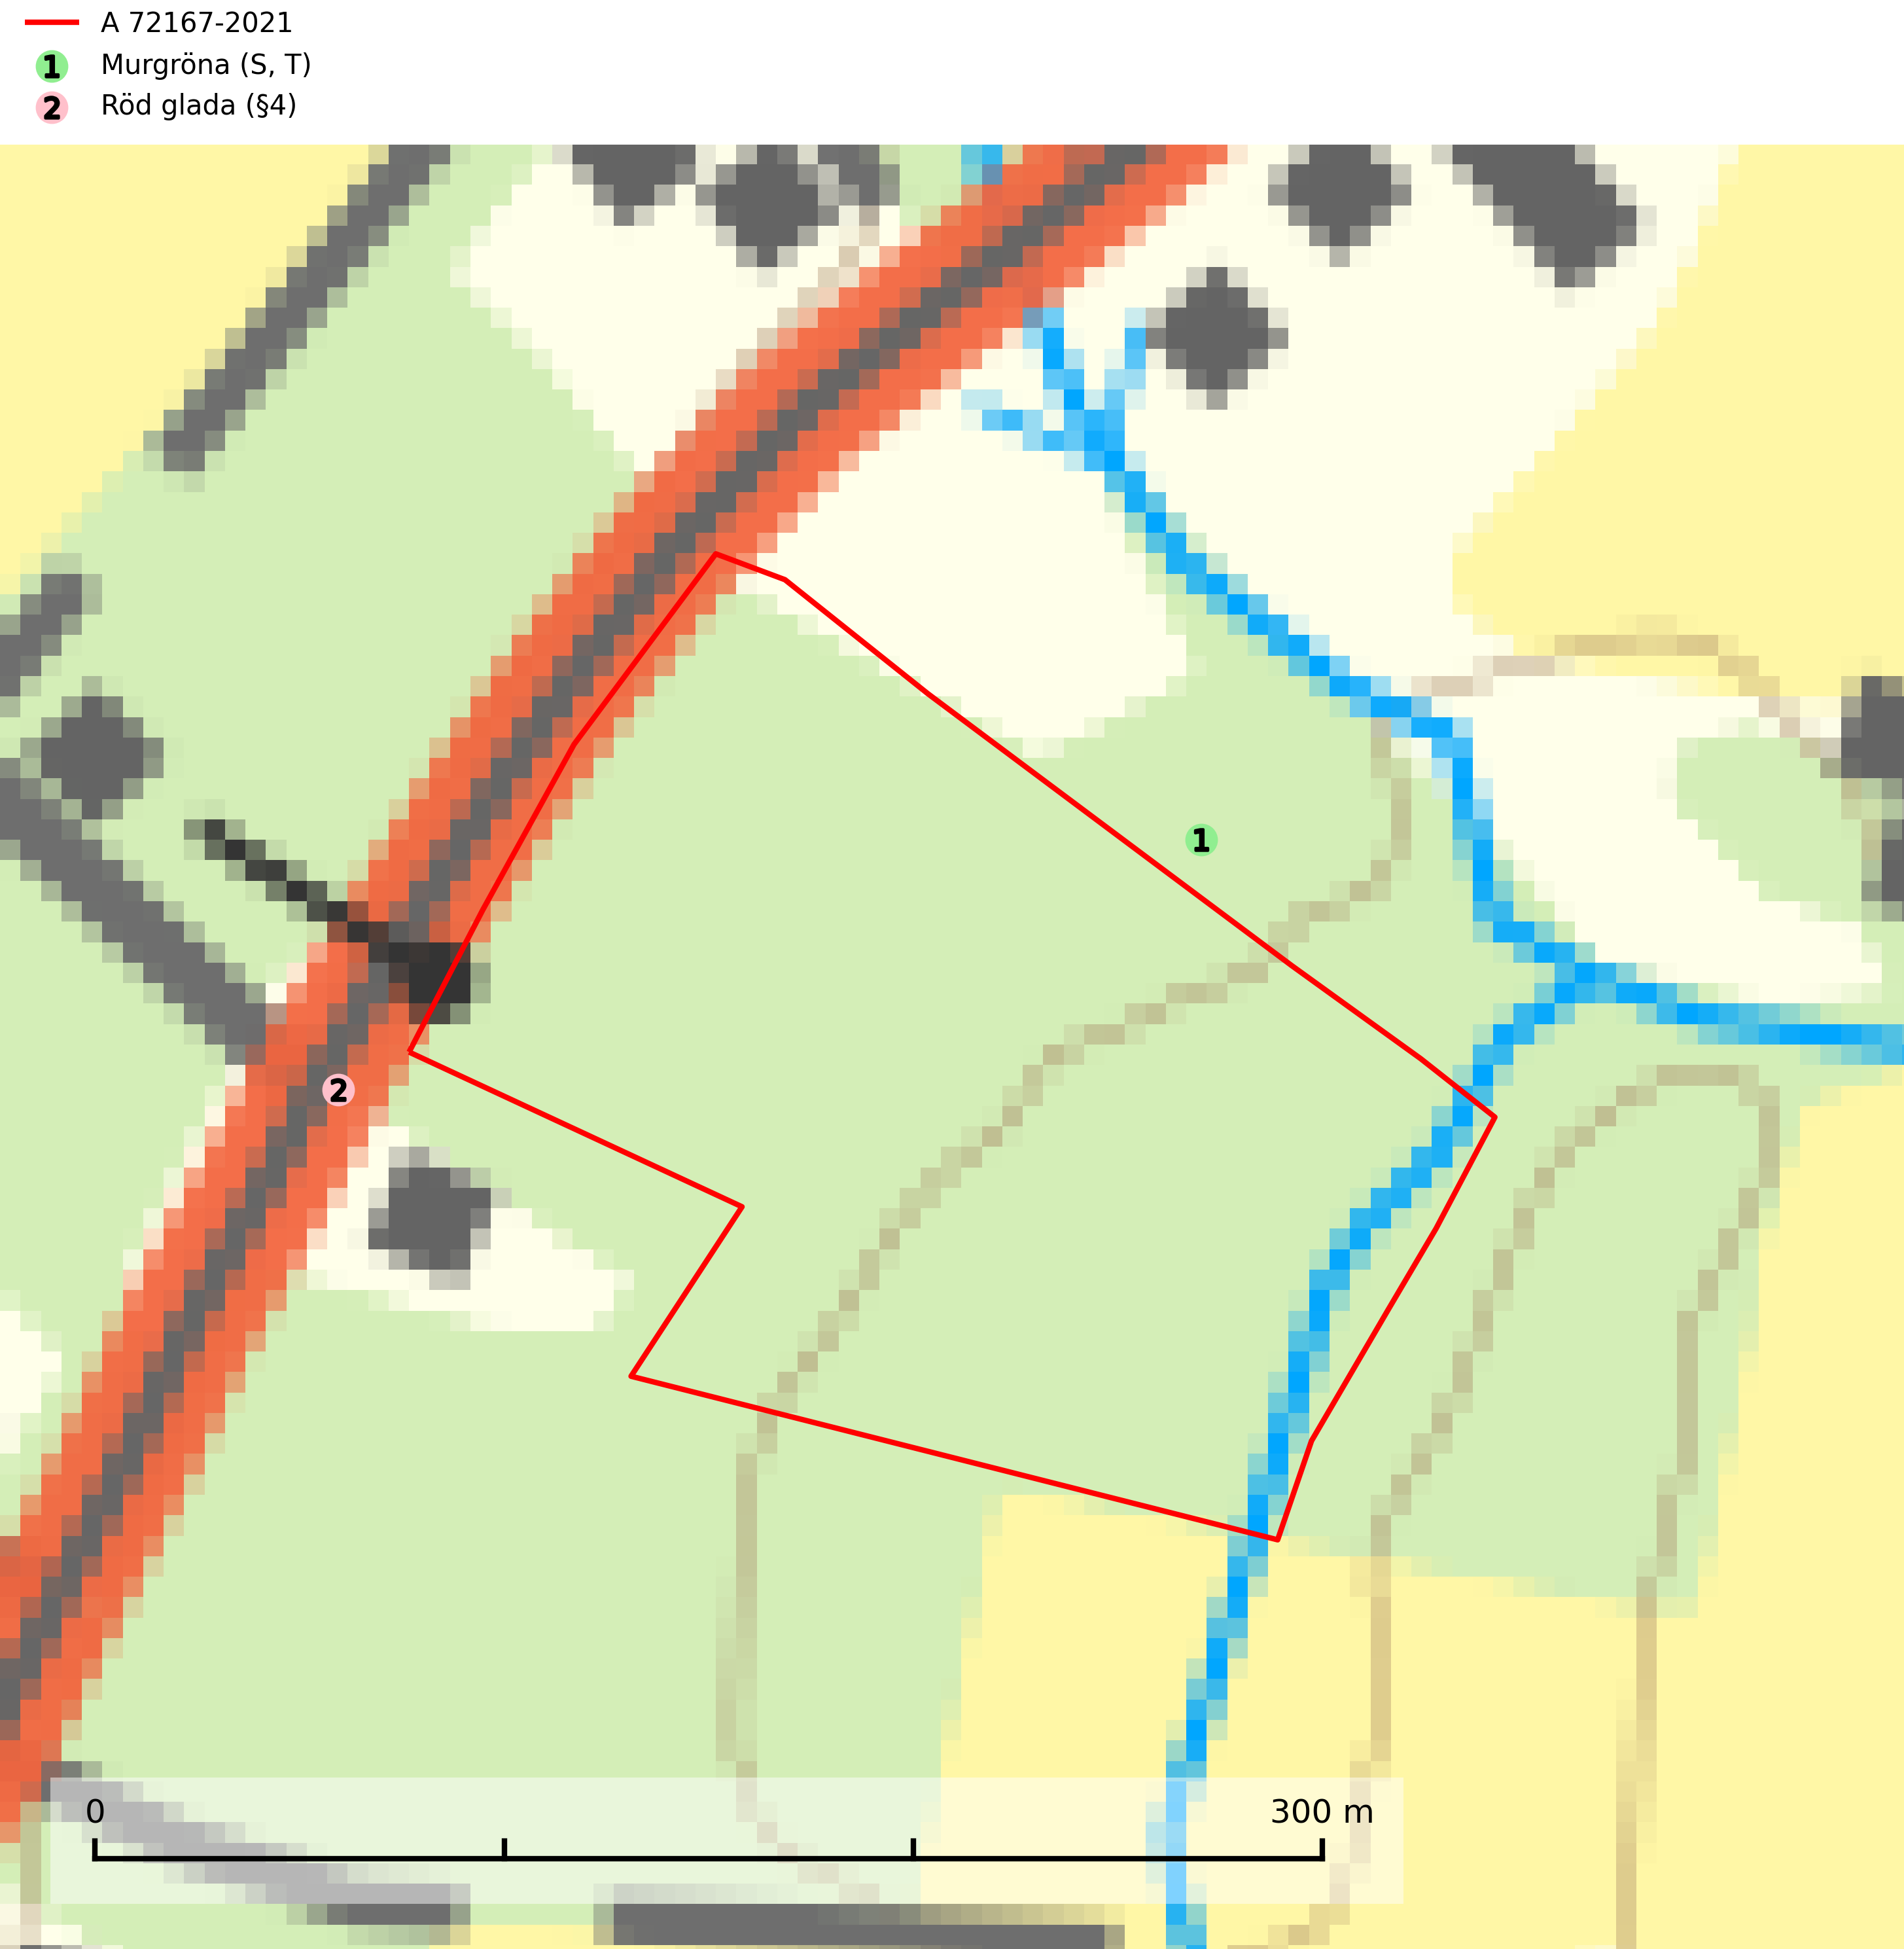 A 72167-2021
1 Murgröna (S, T)
2 Röd glada (§4)
1
2
0 300 m